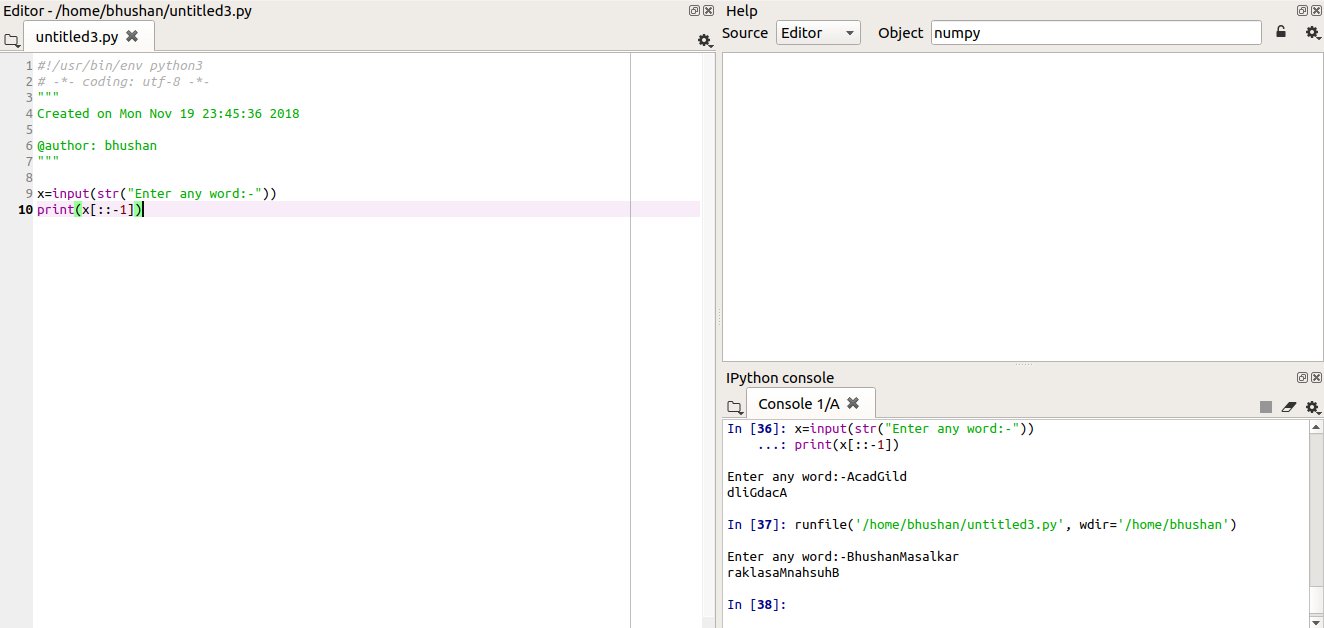 Editor - /home/bhushan/untitled3.py
untitled3.py
1 #!/usr/bin/env python3
2 # -*- coding: utf-8 -*-
3 """
4 Created on Mon Nov 19 23:45:36 2018
5
6 @author: bhushan
7 """
8
9 x=input(str("Enter any word:-"))
10 print(x[::-1])
Help
Source Editor Object numpy
IPython console
Console 1/A
In [36]: x=input(str("Enter any word:-"))
...: print(x[::-1])
Enter any word:-AcadGild
dliGdacA
In [37]: runfile('/home/bhushan/untitled3.py', wdir='/home/bhushan')
Enter any word:-BhushanMasalkar
raklasaMnahsuhB
In [38]: